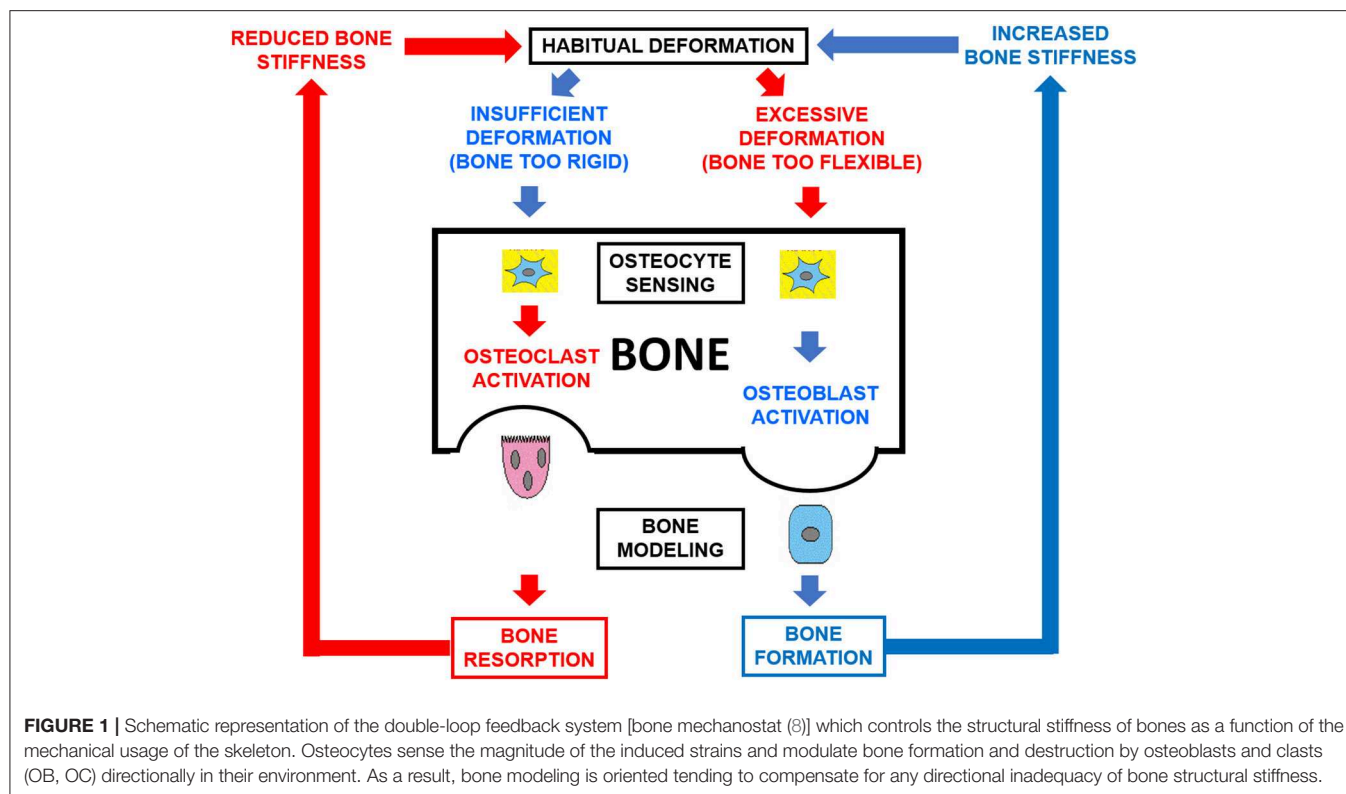 REDUCED BONE
STIFFNESS
HABITUAL DEFORMATION
INCREASED
BONE STIFFNESS
INSUFFICIENT
DEFORMATION
(BONE TOO RIGID)
EXCESSIVE
DEFORMATION
(BONE TOO FLEXIBLE)
OSTEOCYTE
SENSING
OSTEOCLAST
ACTIVATION
BONE
OSTEOBLAST
ACTIVATION
BONE
MODELING
BONE
RESORPTION
BONE
FORMATION
FIGURE 1 | Schematic representation of the double-loop feedback system [bone mechanostat (8)] which controls the structural stiffness of bones as a function of the
mechanical usage of the skeleton. Osteocytes sense the magnitude of the induced strains and modulate bone formation and destruction by osteoblasts and clasts
(OB, OC) directionally in their environment. As a result, bone modeling is oriented tending to compensate for any directional inadequacy of bone structural stiffness.